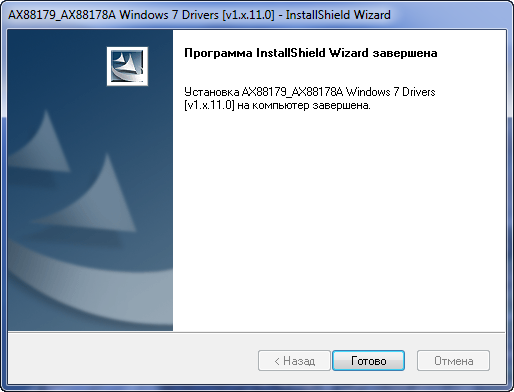 AX88179_AX88178A Windows 7 Drivers [v1.x.11.0] - InstallShield Wizard
Программа InstallShield Wizard завершена
Установка AX88179_AX88178A Windows 7 Drivers
[v1.x.11.0] на компьютер завершена.
< Назад
Готово
Отмена